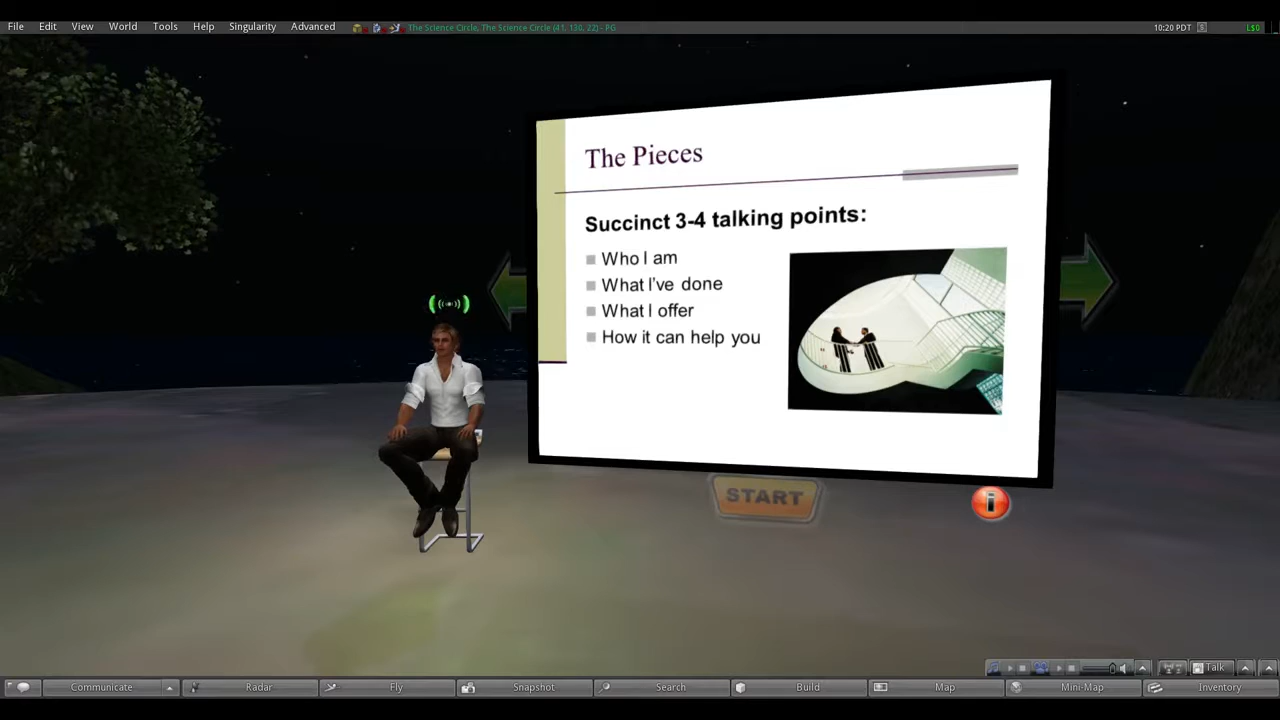 File Edit View World Tools Help Singularity Advanced
The Science Circle, The Science Circle (41, 130, 22) - PG
10:20 PDT
L$0
The Pieces
Succinct 3-4 talking points:
Who I am
What I've done
What I offer
How it can help you
START
i
Talk
Communicate Radar Fly Snapshot Search Build Map Mini-Map Inventory